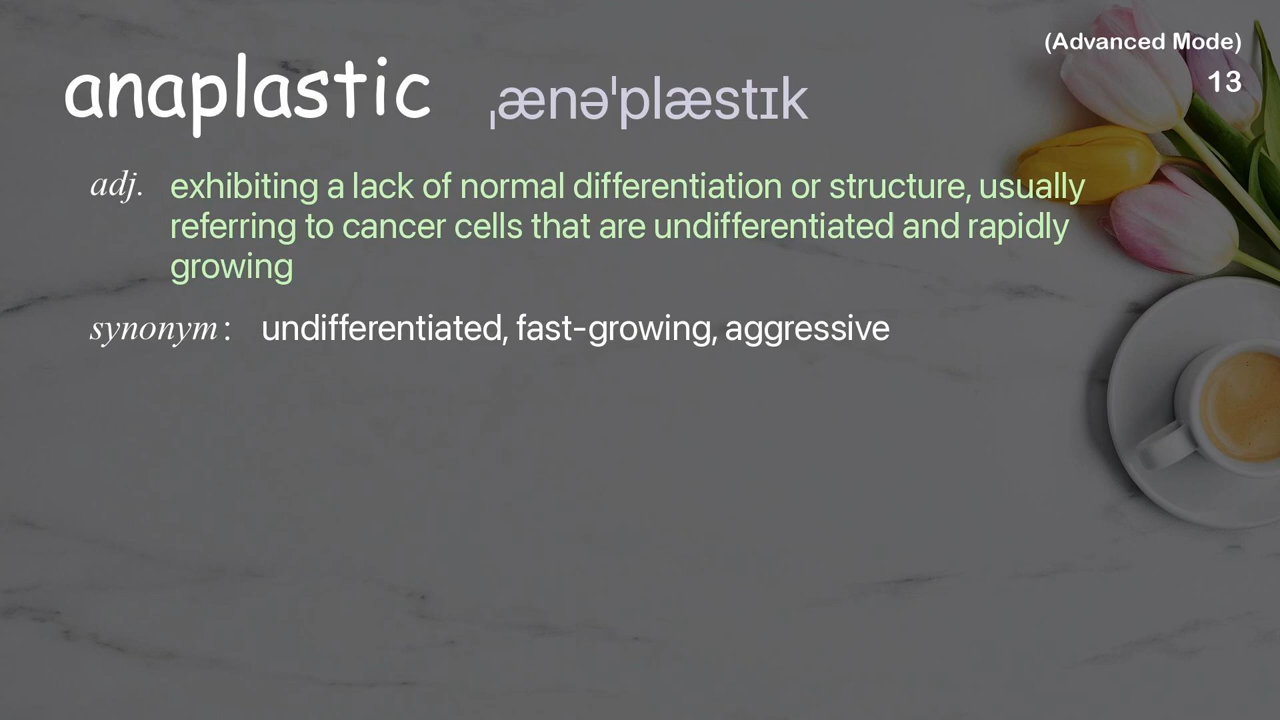 (Advanced Mode)
13
anaplastic ˌænəˈplæstɪk
adj. exhibiting a lack of normal differentiation or structure, usually
referring to cancer cells that are undifferentiated and rapidly
growing
synonym: undifferentiated, fast-growing, aggressive